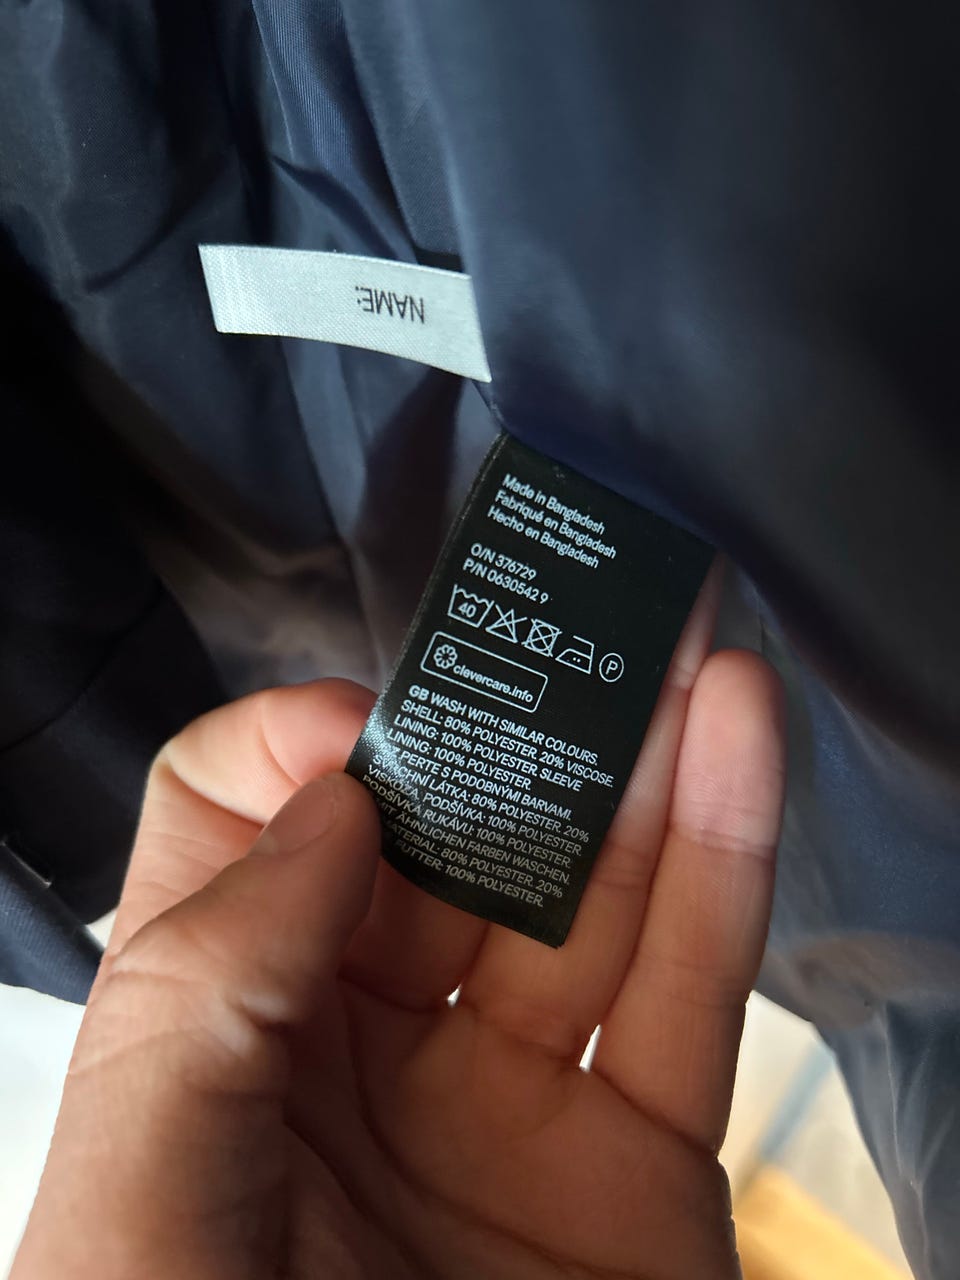 NAME:
Made in Bangladesh
Fabriqué en Bangladesh
Hecho en Bangladesh
O/N 376729
P/N 0630542 9
40
P
clevercare.info
GB WASH WITH SIMILAR COLOURS.
SHELL: 80% POLYESTER. 20% VISCOSE.
LINING: 100% POLYESTER. SLEEVE
LINING: 100% POLYESTER.
PERTE S PODOBNÝMI BARVAMI.
VRCHNÍ LÁTKA: 80% POLYESTER. 20%
VISKÓZA. PODŠÍVKA: 100% POLYESTER.
PODŠÍVKA RUKÁVU: 100% POLYESTER.
MIT ÄHNLICHEN FARBEN WASCHEN.
80% POLYESTER. 20%
FUTTER: 100% POLYESTER.